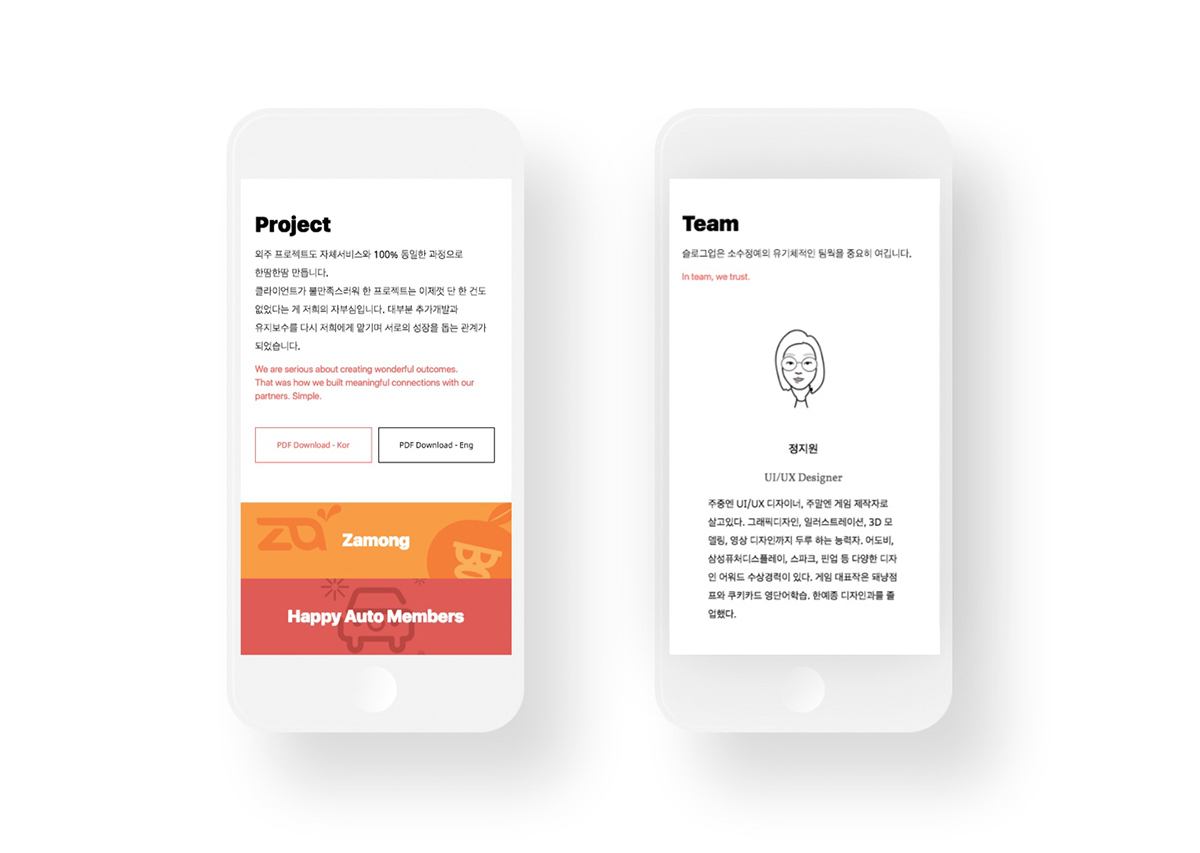 Project
외주 프로젝트도 자체서비스와 100% 동일한 과정으로
한땀한땀 만듭니다.
클라이언트가 불만족스러워 한 프로젝트는 이제껏 단 한 건도
없었다는 게 저희의 자부심입니다. 대부분 추가개발과
유지보수를 다시 저희에게 맡기며 서로의 성장을 돕는 관계가
되었습니다.
We are serious about creating wonderful outcomes.
That was how we built meaningful connections with our
partners. Simple.
PDF Download - Kor
PDF Download - Eng
za
Zamong
Happy Auto Members
Team
슬로그업은 소수정예의 유기체적인 팀웍을 중요히 여깁니다.
In team, we trust.
정지원
UI/UX Designer
주중엔 UI/UX 디자이너, 주말엔 게임 제작자로
살고있다. 그래픽디자인, 일러스트레이션, 3D 모
델링, 영상 디자인까지 두루 하는 능력자. 어도비,
삼성퓨처디스플레이, 스파크, 핀업 등 다양한 디자
인 어워드 수상경력이 있다. 게임 대표작은 돼냥점
프와 쿠키카드 영단어학습. 한예종 디자인과를 졸
업했다.